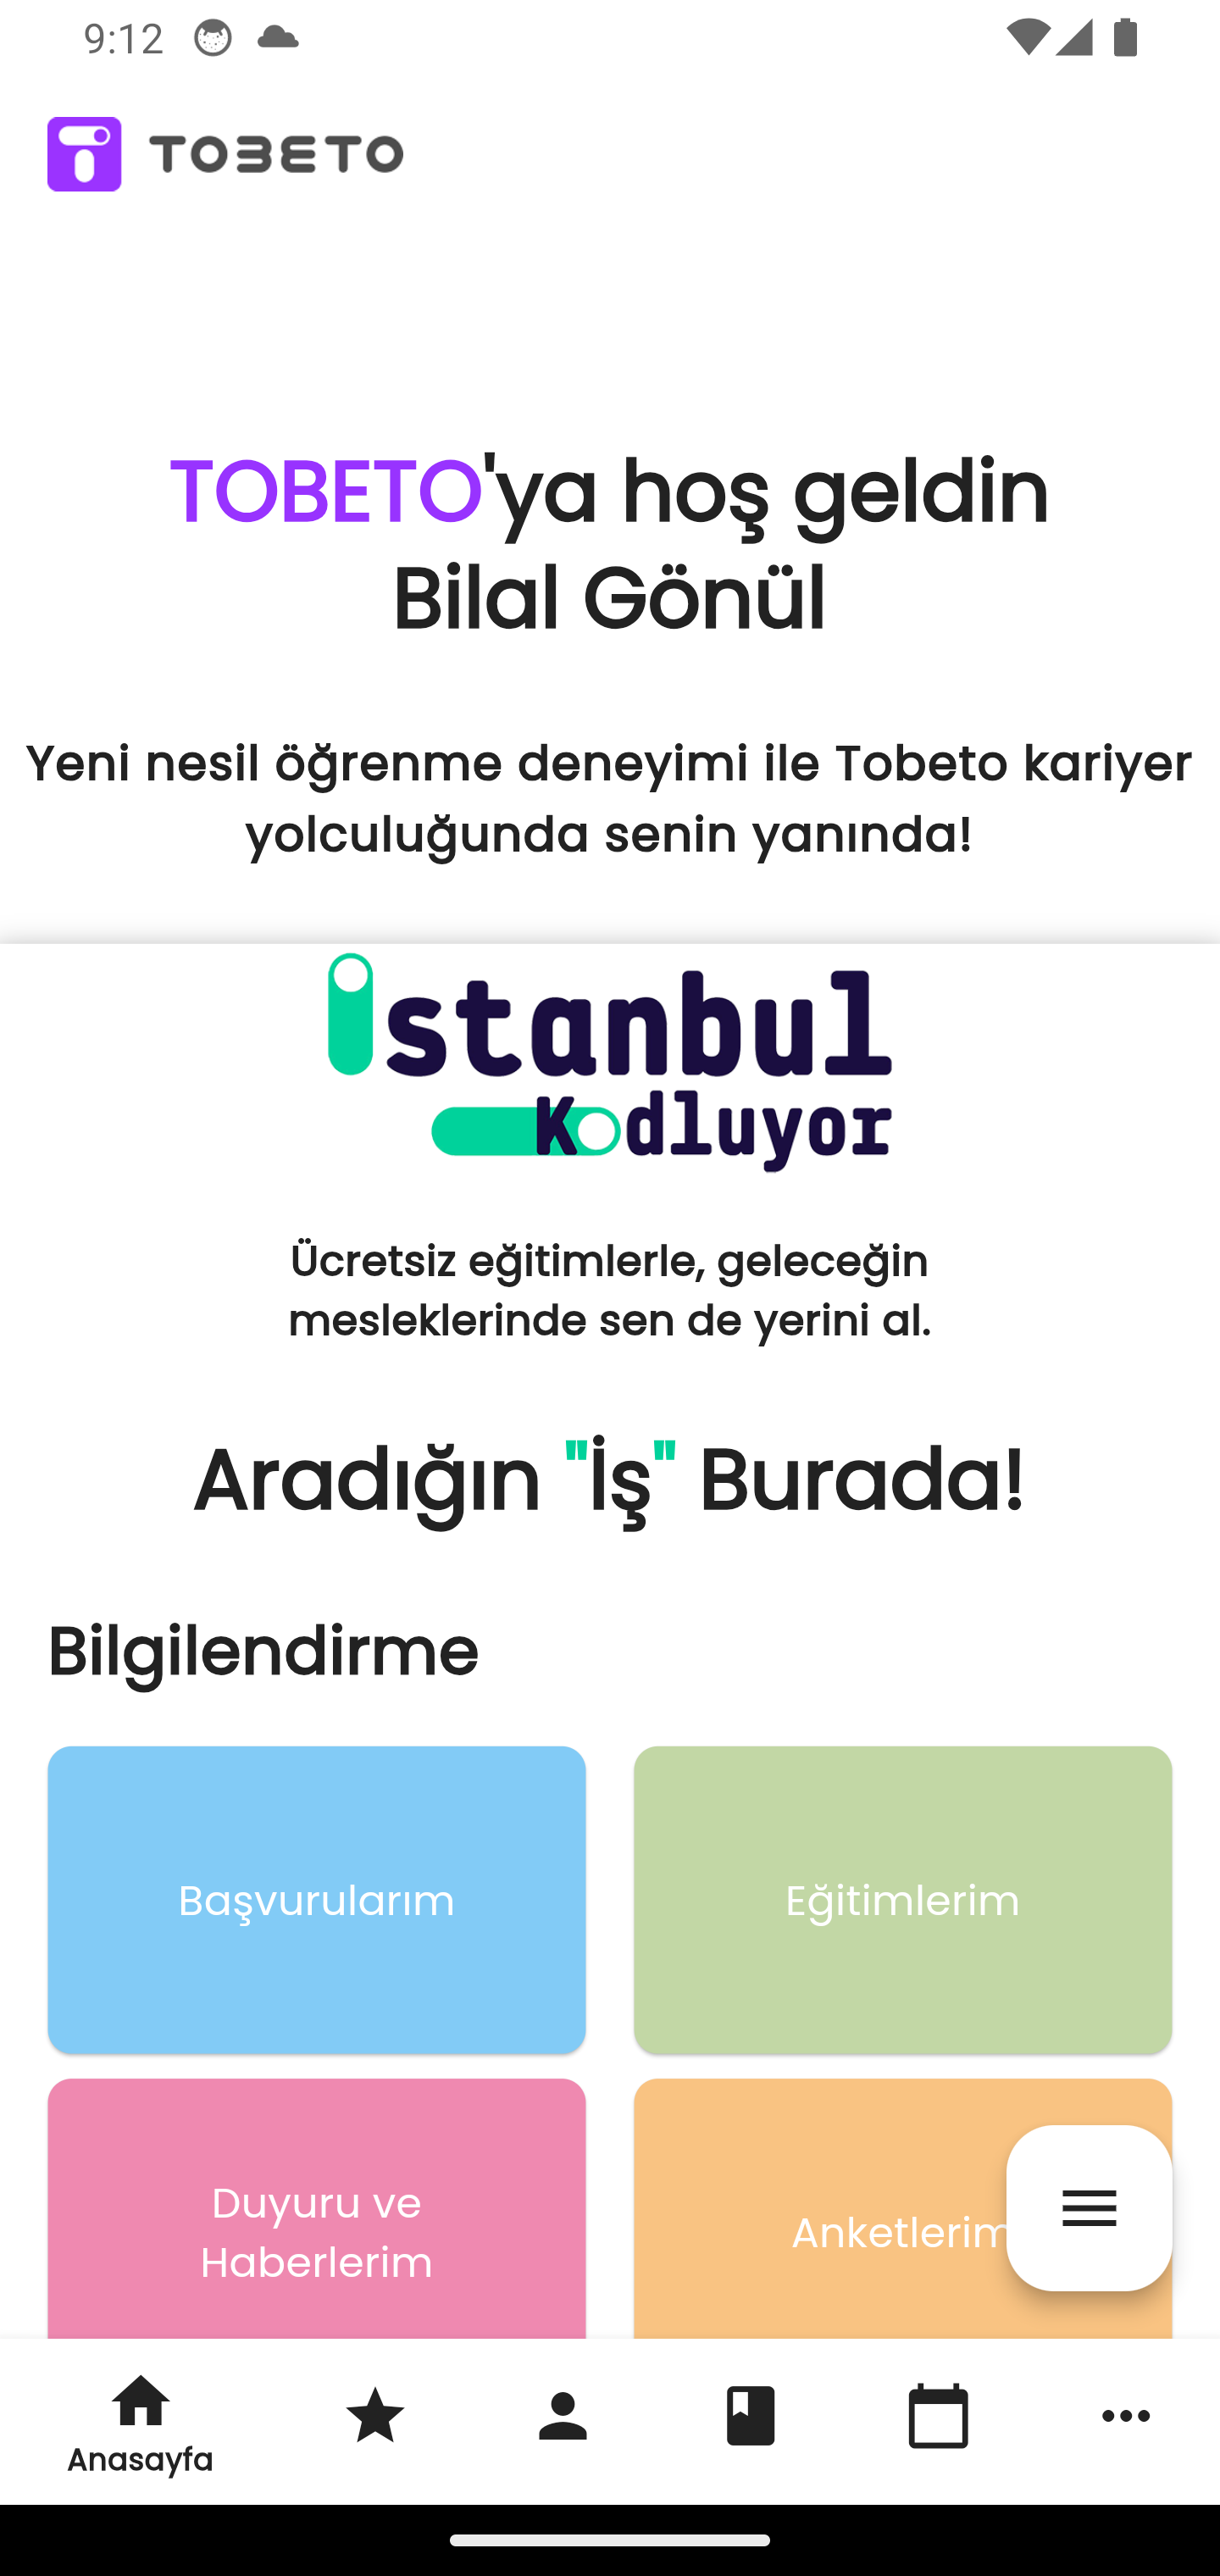 9:12
TOBETO
TOBETO'ya hoş geldin
Bilal Gönül
Yeni nesil öğrenme deneyimi ile Tobeto kariyer
yolculuğunda senin yanında!
istanbul
Kodluyor
Ücretsiz eğitimlerle, geleceğin
mesleklerinde sen de yerini al.
Aradığın "İş" Burada!
Bilgilendirme
Başvurularım
Eğitimlerim
Duyuru ve
Haberlerim
Anketlerim
Anasayfa